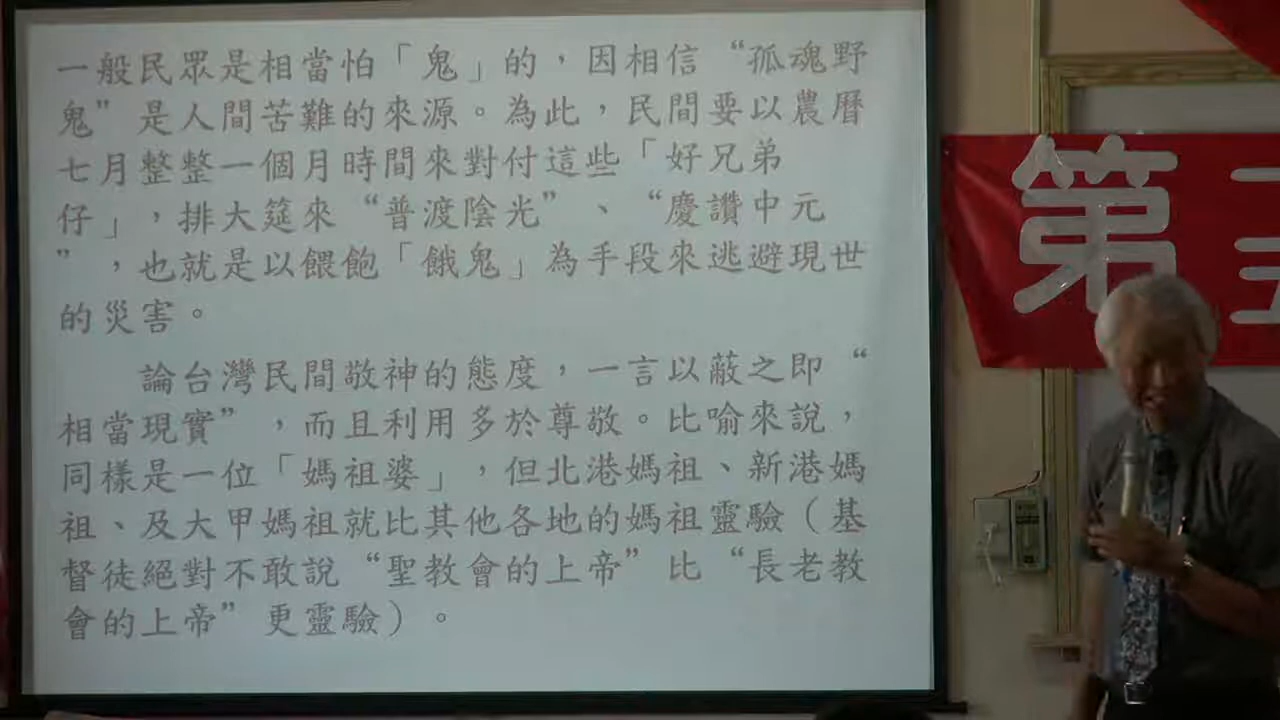 一般民眾是相當怕「鬼」的，因相信“孤魂野
鬼”是人間苦難的來源。為此，民間要以農曆
七月整整一個月時間來對付這些「好兄弟
仔」，排大筵來“普渡陰光”、“慶讚中元
”，也就是以餵飽「餓鬼」為手段來逃避現世
的災害。
論台灣民間敬神的態度，一言以蔽之即“
相當現實”，而且利用多於尊敬。比喻來說，
同樣是一位「媽祖婆」，但北港媽祖、新港媽
祖、及大甲媽祖就比其他各地的媽祖靈驗（基
督徒絕對不敢說“聖教會的上帝”比“長老教
會的上帝”更靈驗）。
第